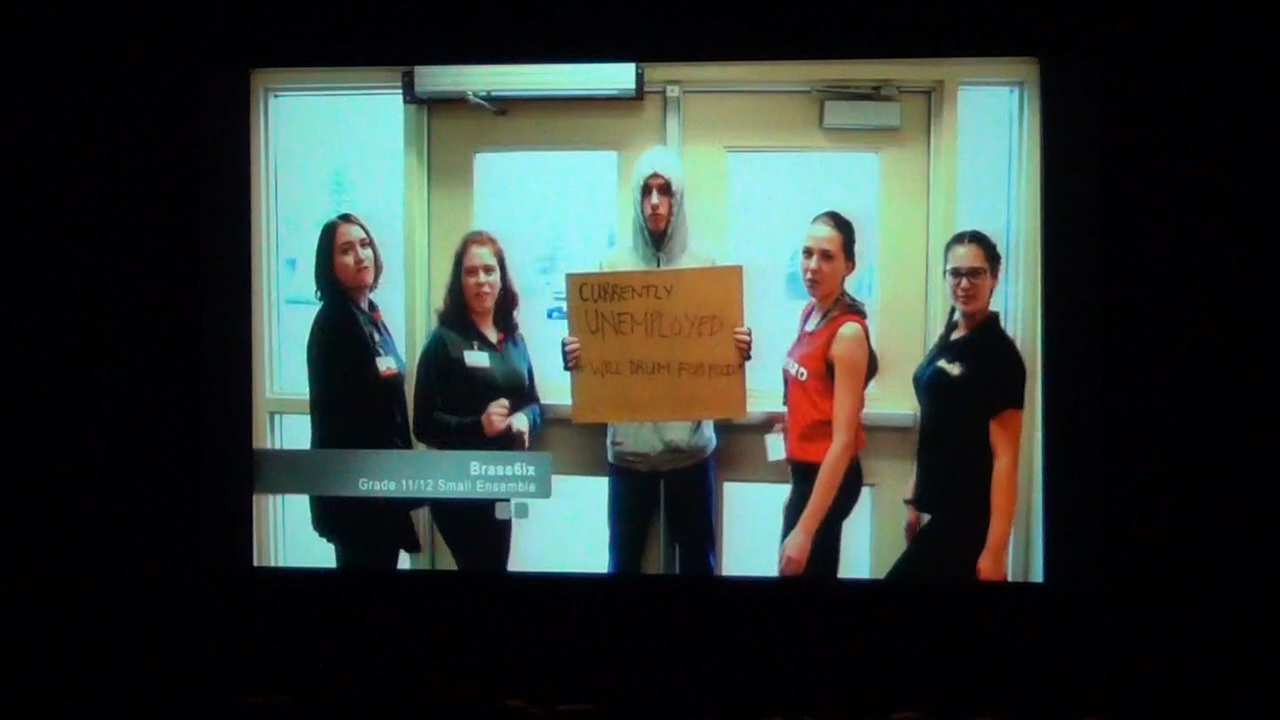 CURRENTLY
UNEMPLOYED
WILL DRUM FOR FOOD
Brass6ix
Grade 11/12 Small Ensemble